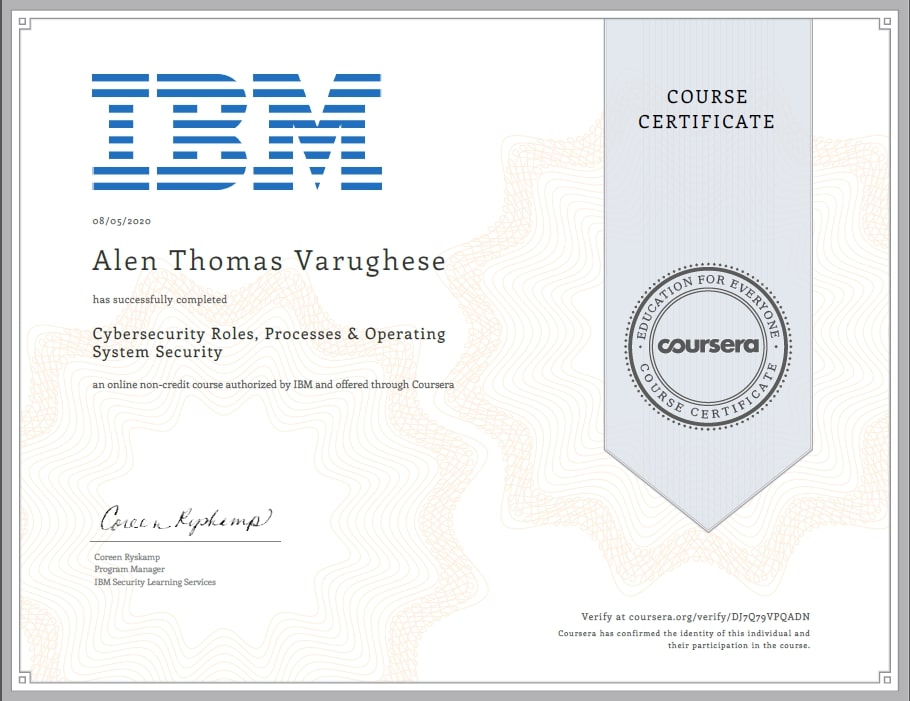 IBM
08/05/2020
Alen Thomas Varughese
has successfully completed
Cybersecurity Roles, Processes & Operating
System Security
an online non-credit course authorized by IBM and offered through Coursera
Coreen Ryskamp
Coreen Ryskamp
Program Manager
IBM Security Learning Services
COURSE
CERTIFICATE
EDUCATION FOR EVERYONE
coursera
COURSE CERTIFICATE
Verify at coursera.org/verify/DJ7Q79VPQADN
Coursera has confirmed the identity of this individual and
their participation in the course.